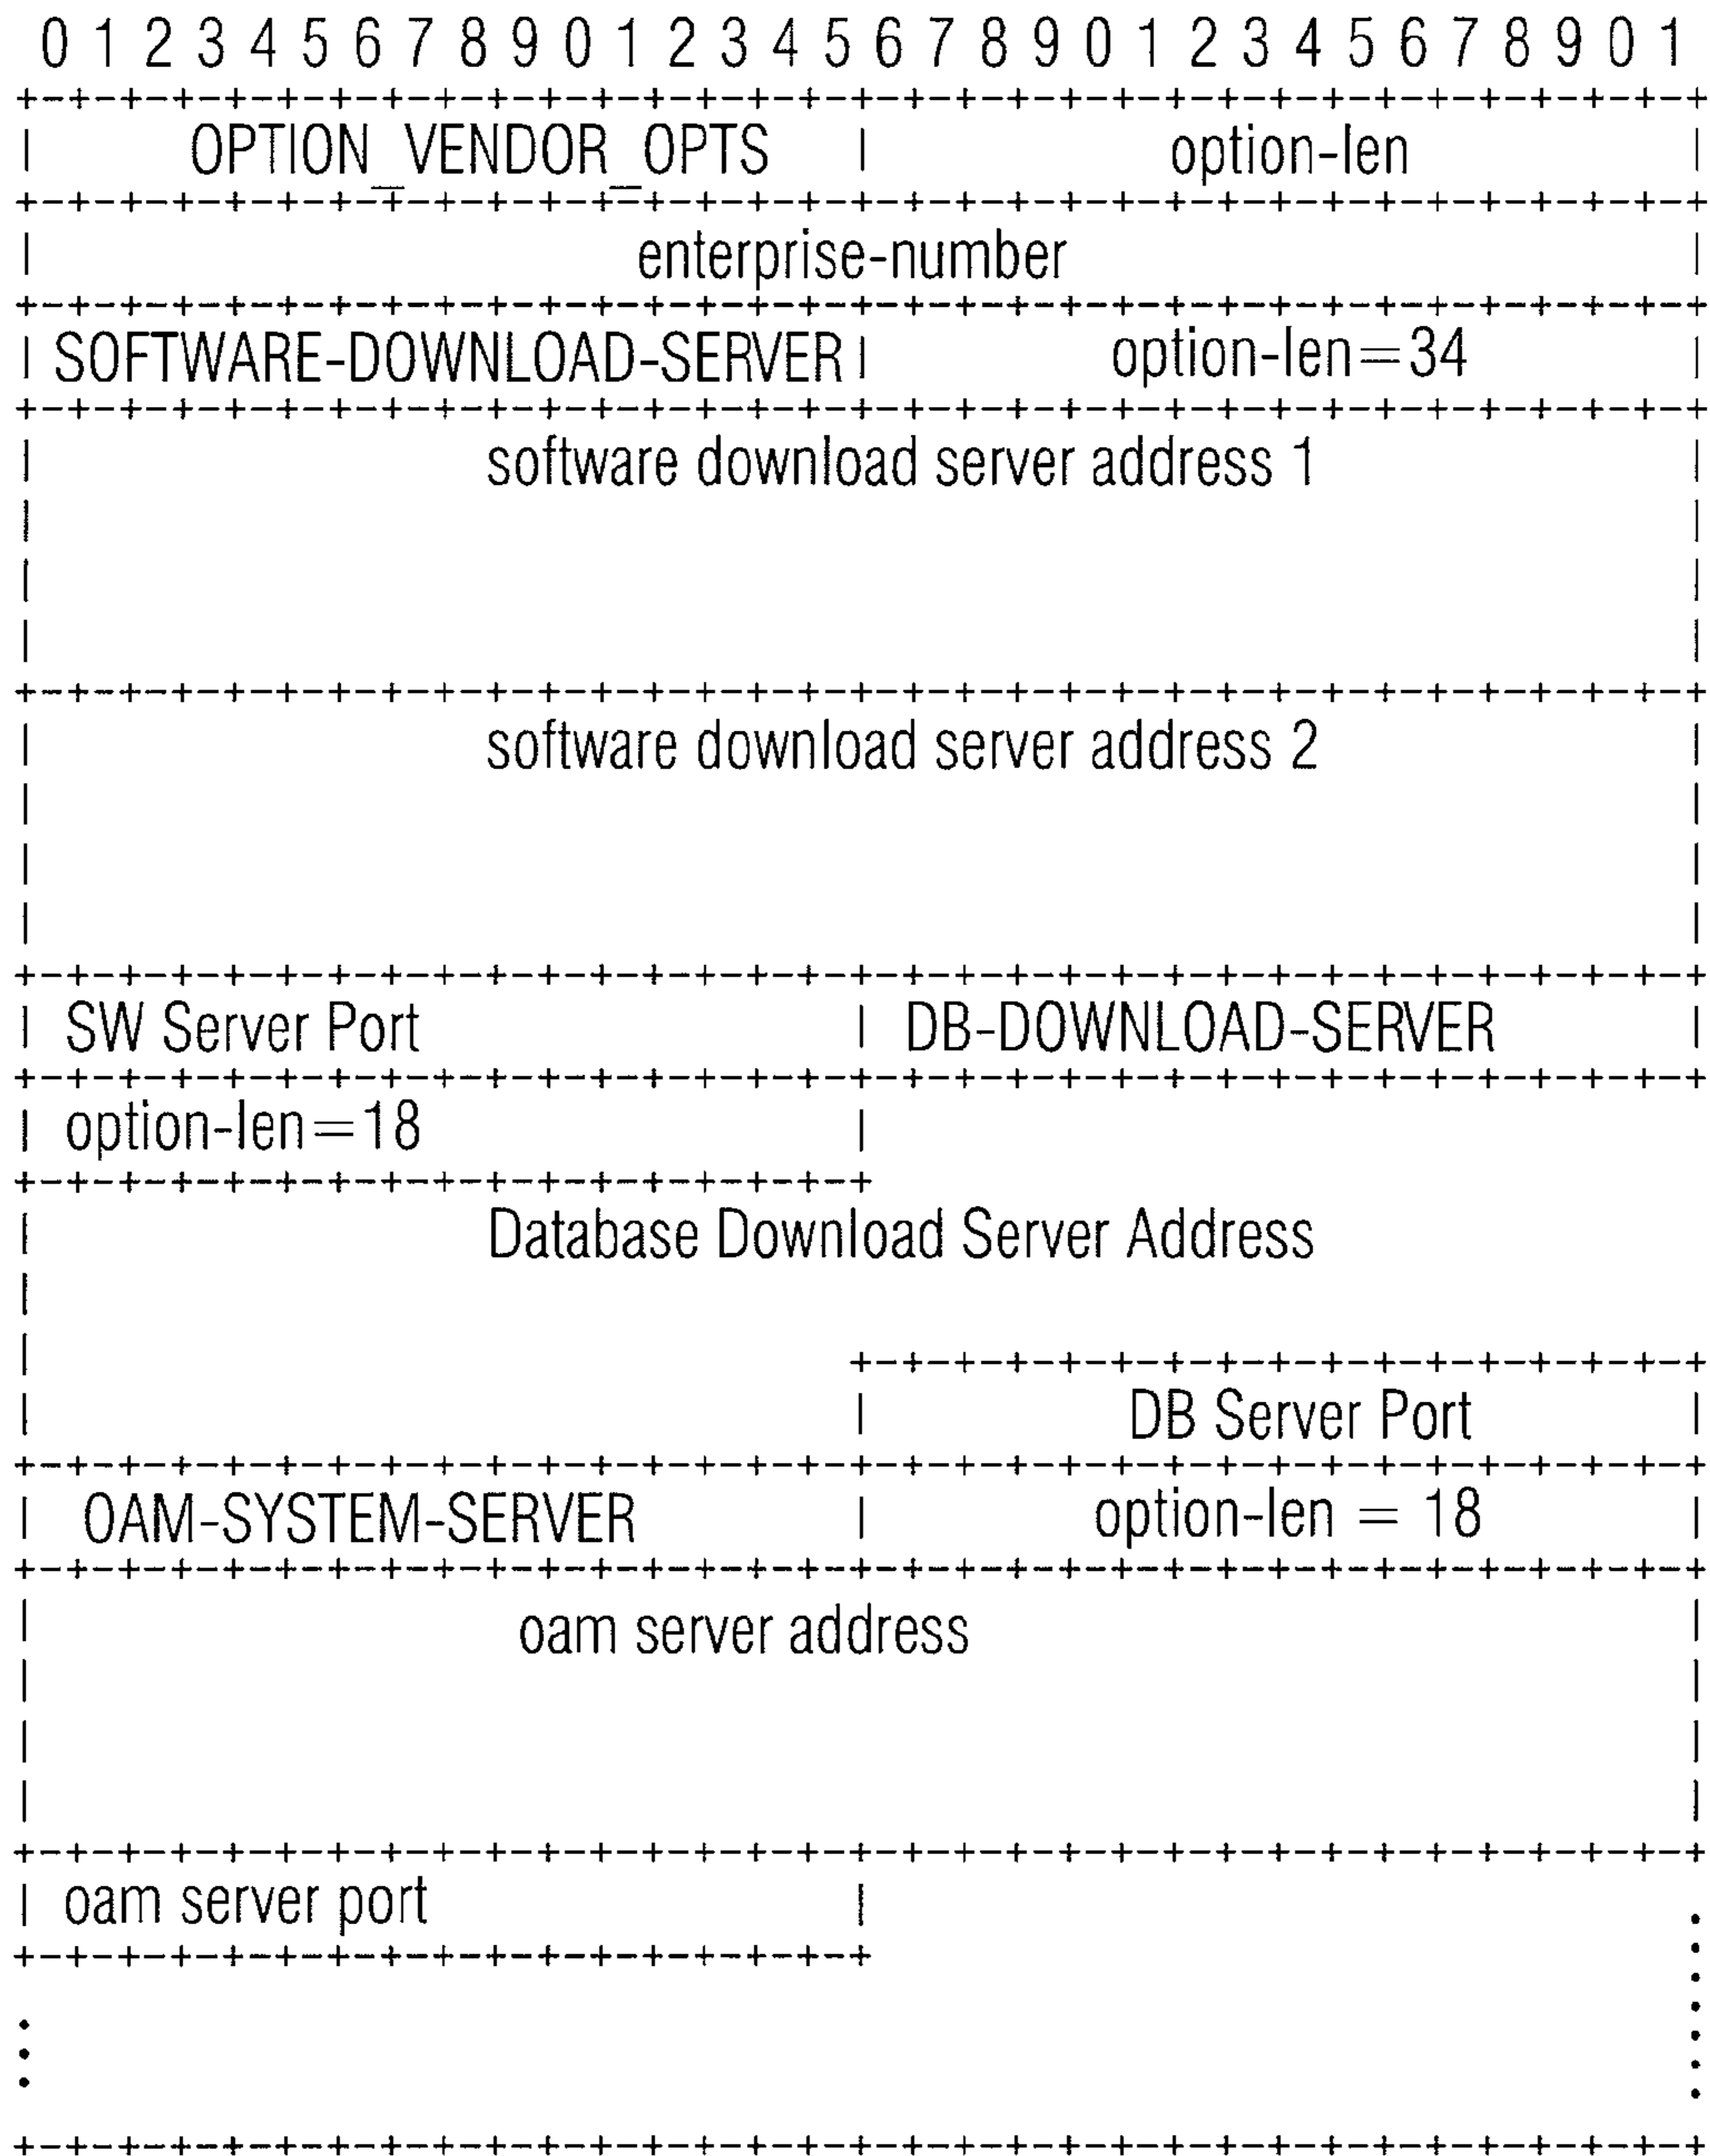 0 1 2 3 4 5 6 7 8 9 0 1 2 3 4 5 6 7 8 9 0 1 2 3 4 5 6 7 8 9 0 1
+-+-+-+-+-+-+-+-+-+-+-+-+-+-+-+-+-+-+-+-+-+-+-+-+-+-+-+-+-+-+-+-+
| OPTION_VENDOR_OPTS | option-len |
+-+-+-+-+-+-+-+-+-+-+-+-+-+-+-+-+-+-+-+-+-+-+-+-+-+-+-+-+-+-+-+-+
| enterprise-number |
+-+-+-+-+-+-+-+-+-+-+-+-+-+-+-+-+-+-+-+-+-+-+-+-+-+-+-+-+-+-+-+-+
| SOFTWARE-DOWNLOAD-SERVER | option-len=34 |
+-+-+-+-+-+-+-+-+-+-+-+-+-+-+-+-+-+-+-+-+-+-+-+-+-+-+-+-+-+-+-+-+
| software download server address 1 |
| |
| |
| |
+-+-+-+-+-+-+-+-+-+-+-+-+-+-+-+-+-+-+-+-+-+-+-+-+-+-+-+-+-+-+-+-+
| software download server address 2 |
| |
| |
| |
+-+-+-+-+-+-+-+-+-+-+-+-+-+-+-+-+-+-+-+-+-+-+-+-+-+-+-+-+-+-+-+-+
| SW Server Port | DB-DOWNLOAD-SERVER |
+-+-+-+-+-+-+-+-+-+-+-+-+-+-+-+-+-+-+-+-+-+-+-+-+-+-+-+-+-+-+-+-+
| option-len=18 |
+-+-+-+-+-+-+-+-+-+-+-+-+-+-+-+-+
| Database Download Server Address
|
| +-+-+-+-+-+-+-+-+-+-+-+-+-+-+-+-+
| | DB Server Port |
+-+-+-+-+-+-+-+-+-+-+-+-+-+-+-+-+-+-+-+-+-+-+-+-+-+-+-+-+-+-+-+-+
| OAM-SYSTEM-SERVER | option-len = 18 |
+-+-+-+-+-+-+-+-+-+-+-+-+-+-+-+-+-+-+-+-+-+-+-+-+-+-+-+-+-+-+-+-+
| oam server address |
| |
| |
| |
+-+-+-+-+-+-+-+-+-+-+-+-+-+-+-+-+-+-+-+-+-+-+-+-+-+-+-+-+-+-+-+-+
| oam server port |
+-+-+-+-+-+-+-+-+-+-+-+-+-+-+-+-+
+-+-+-+-+-+-+-+-+-+-+-+-+-+-+-+-+-+-+-+-+-+-+-+-+-+-+-+-+-+-+-+-+